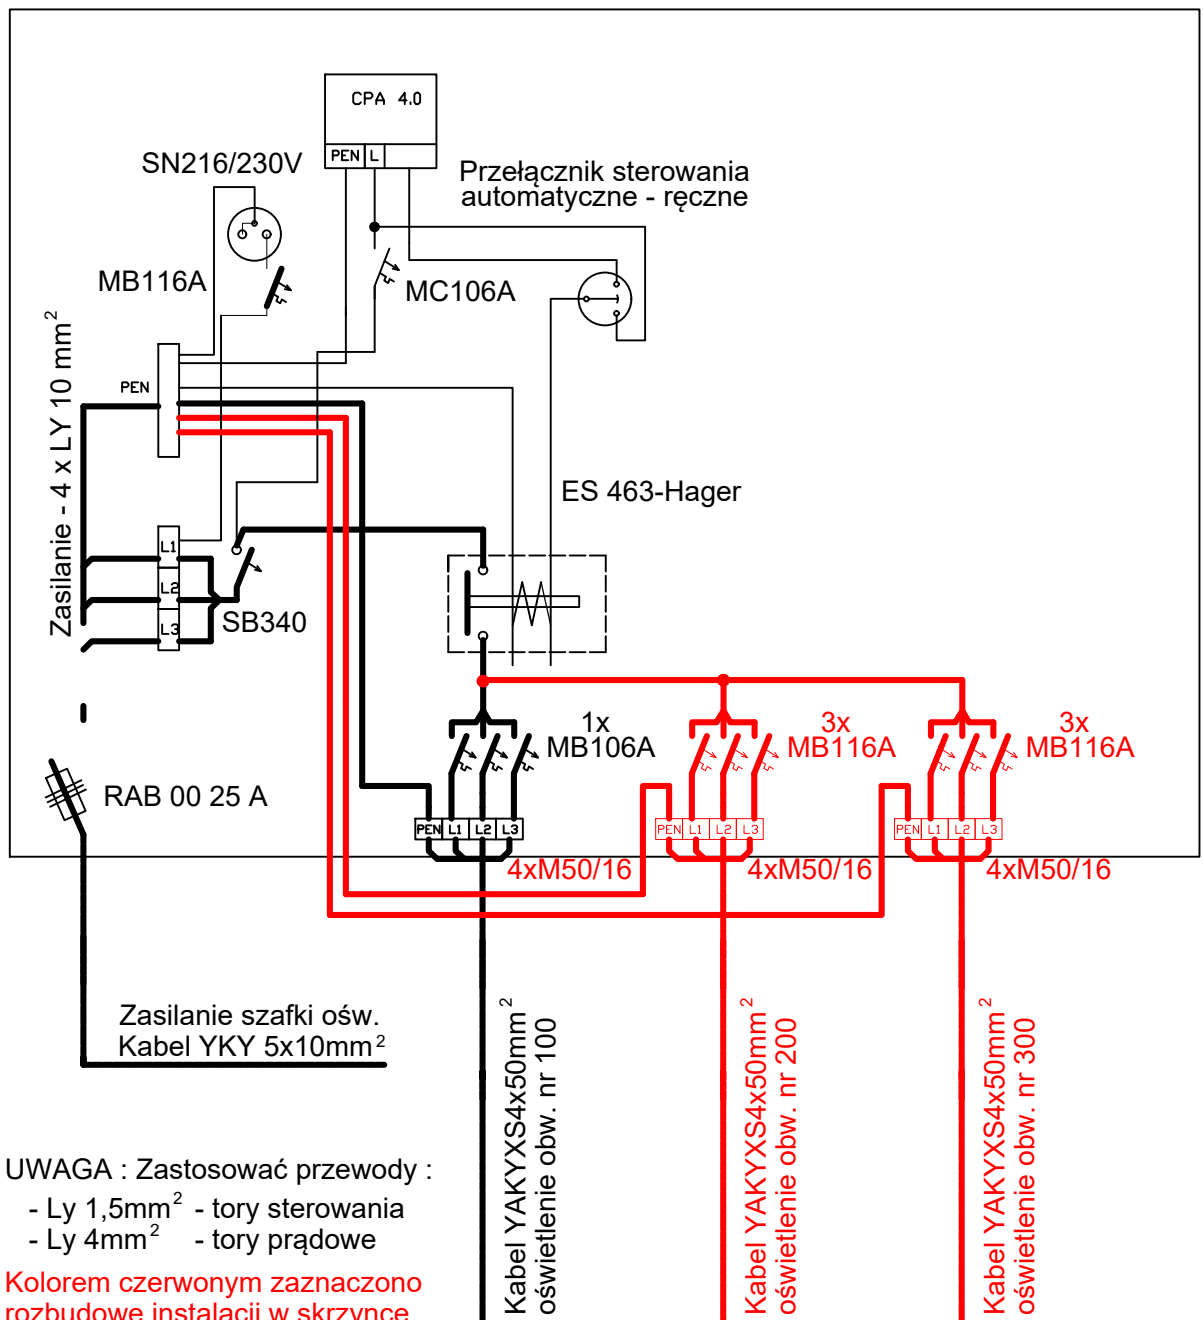 CPA 4.0
PEN L
SN216/230V
Przełącznik sterowania
automatyczne - ręczne
MB116A
MC106A
Zasilanie - 4 x LY 10 mm²
PEN
ES 463-Hager
L1
L2
L3
SB340
1x
MB106A
3x
MB116A
3x
MB116A
RAB 00 25 A
PEN L1 L2 L3
PEN L1 L2 L3
PEN L1 L2 L3
4xM50/16
4xM50/16
4xM50/16
Zasilanie szafki ośw.
Kabel YKY 5x10mm²
Kabel YAKYXS4x50mm²
oświetlenie obw. nr 100
Kabel YAKYXS4x50mm²
oświetlenie obw. nr 200
Kabel YAKYXS4x50mm²
oświetlenie obw. nr 300
UWAGA : Zastosować przewody :
- Ly 1,5mm² - tory sterowania
- Ly 4mm² - tory prądowe
Kolorem czerwonym zaznaczono
rozbudowę instalacji w skrzynce